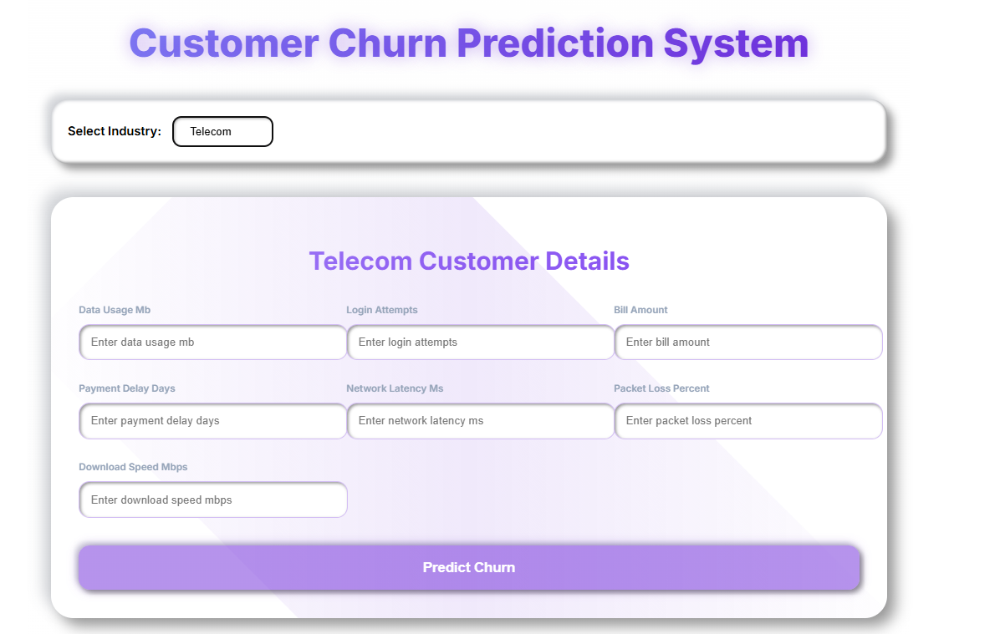 Customer Churn Prediction System
Select Industry: Telecom
Telecom Customer Details
Data Usage Mb Login Attempts Bill Amount
Enter data usage mb Enter login attempts Enter bill amount
Payment Delay Days Network Latency Ms Packet Loss Percent
Enter payment delay days Enter network latency ms Enter packet loss percent
Download Speed Mbps
Enter download speed mbps
Predict Churn